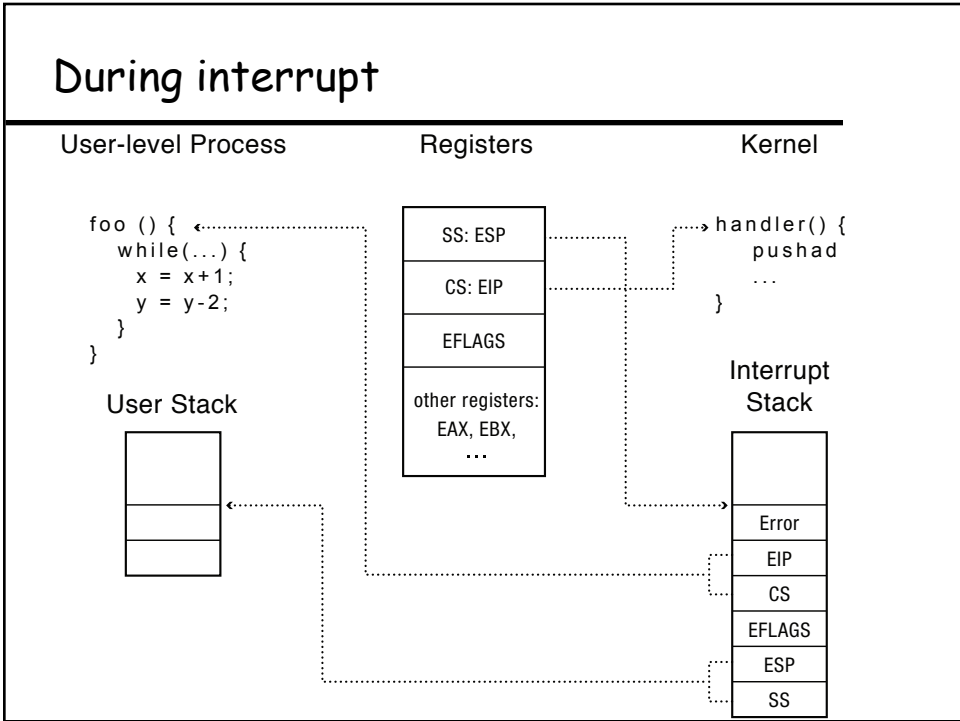 During interrupt
User-level Process
Registers
Kernel
foo () {
while(...) {
x = x+1;
y = y-2;
}
}
User Stack
SS: ESP
CS: EIP
EFLAGS
other registers:
EAX, EBX,
...
handler() {
pushad
...
}
Interrupt
Stack
Error
EIP
CS
EFLAGS
ESP
SS